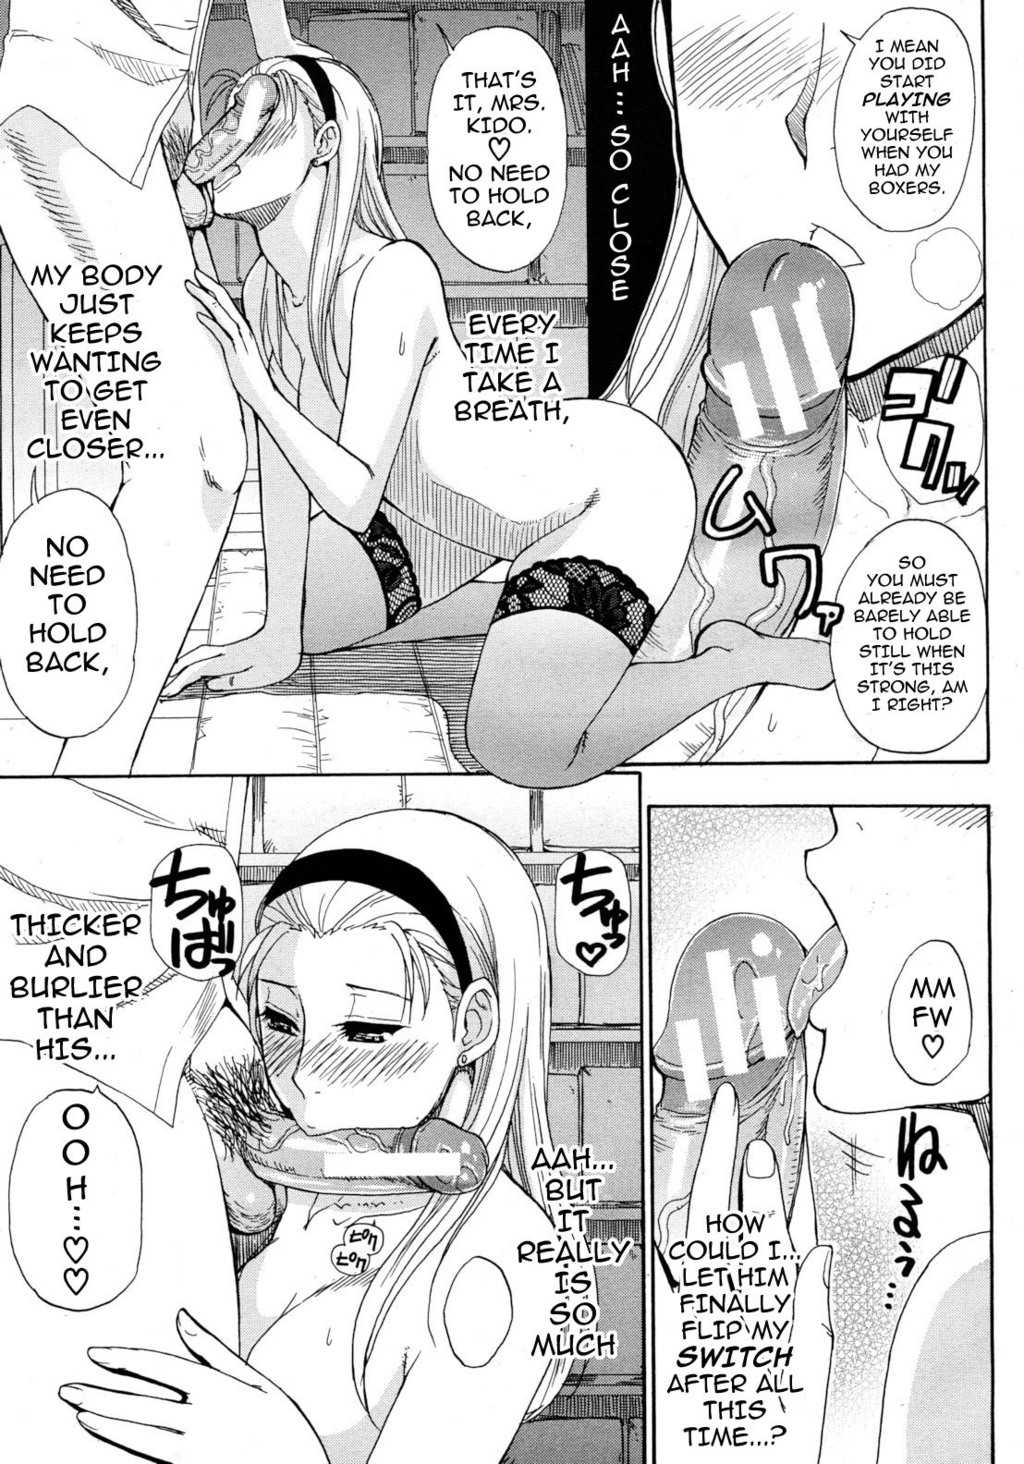 I MEAN
YOU DID
START
PLAYING
WITH
YOURSELF
WHEN YOU
HAD MY
BOXERS.
AAH...SO CLOSE
ゴクッ
ムワァ
SO
YOU MUST
ALREADY BE
BARELY ABLE
TO HOLD
STILL WHEN
IT'S THIS
STRONG, AM
I RIGHT?
THAT'S
IT, MRS.
KIDO.
♡
NO NEED
TO HOLD
BACK,
EVERY
TIME I
TAKE A
BREATH,
MY BODY
JUST
KEEPS
WANTING
TO GET
EVEN
CLOSER...
NO
NEED
TO
HOLD
BACK,
MM
FW
♡
HOW
COULD I...
LET HIM
FINALLY
FLIP MY
SWITCH
AFTER ALL
THIS
TIME...?
ちゅっ♡
ちゅばっ
AAH...
BUT
IT
REALLY
IS
SO
MUCH
THICKER
AND
BURLIER
THAN
HIS...
OOH...♡♡